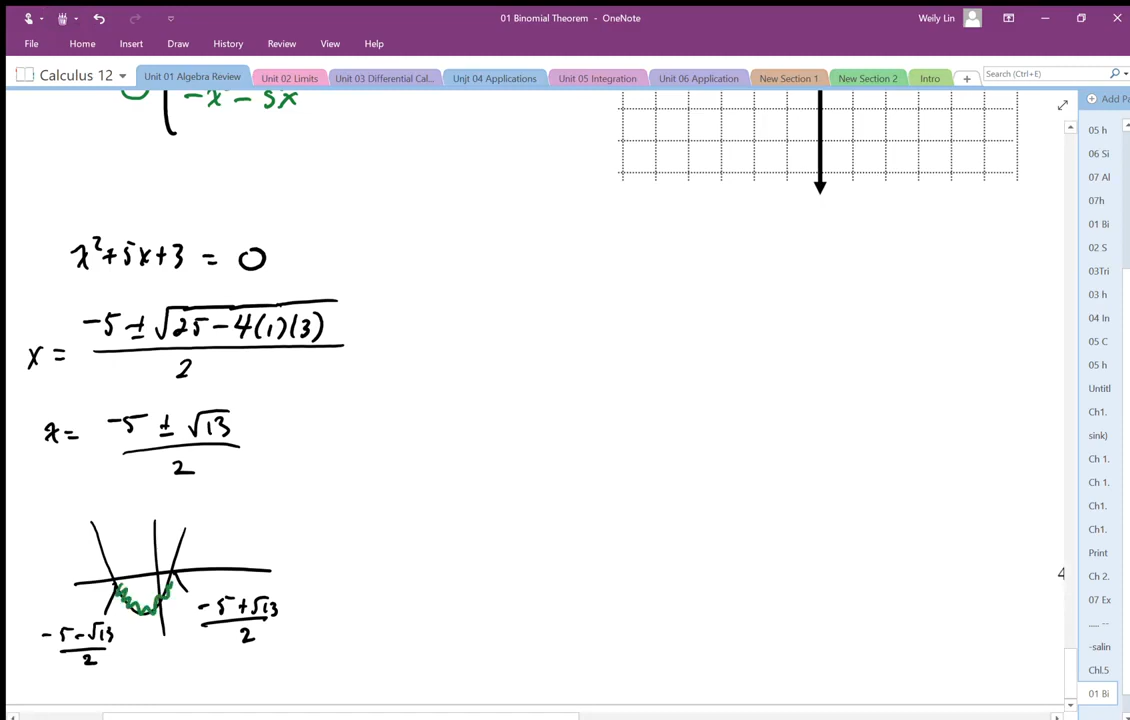 01 Binomial Theorem - OneNote
Weily Lin
File Home Insert Draw History Review View Help
Calculus 12
Unit 01 Algebra Review
Unit 02 Limits
Unit 03 Differential Cal...
Unit 04 Applications
Unit 05 Integration
Unit 06 Application
New Section 1
New Section 2
Intro
Search (Ctrl+E)
Add Pa
- x² - 5x
x² + 5x + 3 = 0
x = (-5 ± √(25 - 4(1)(3))) / 2
x = (-5 ± √13) / 2
(-5 + √13) / 2
(-5 - √13) / 2
4
05 h
06 Si
07 Al
07h
01 Bi
02 S
03Tri
03 h
04 In
05 C
05 h
Untitl
Ch1.
sink)
Ch 1.
Ch 1.
Ch1.
Ch1.
Print
Ch 2.
07 Ex
..... --
-salin
ChI.5
01 Bi